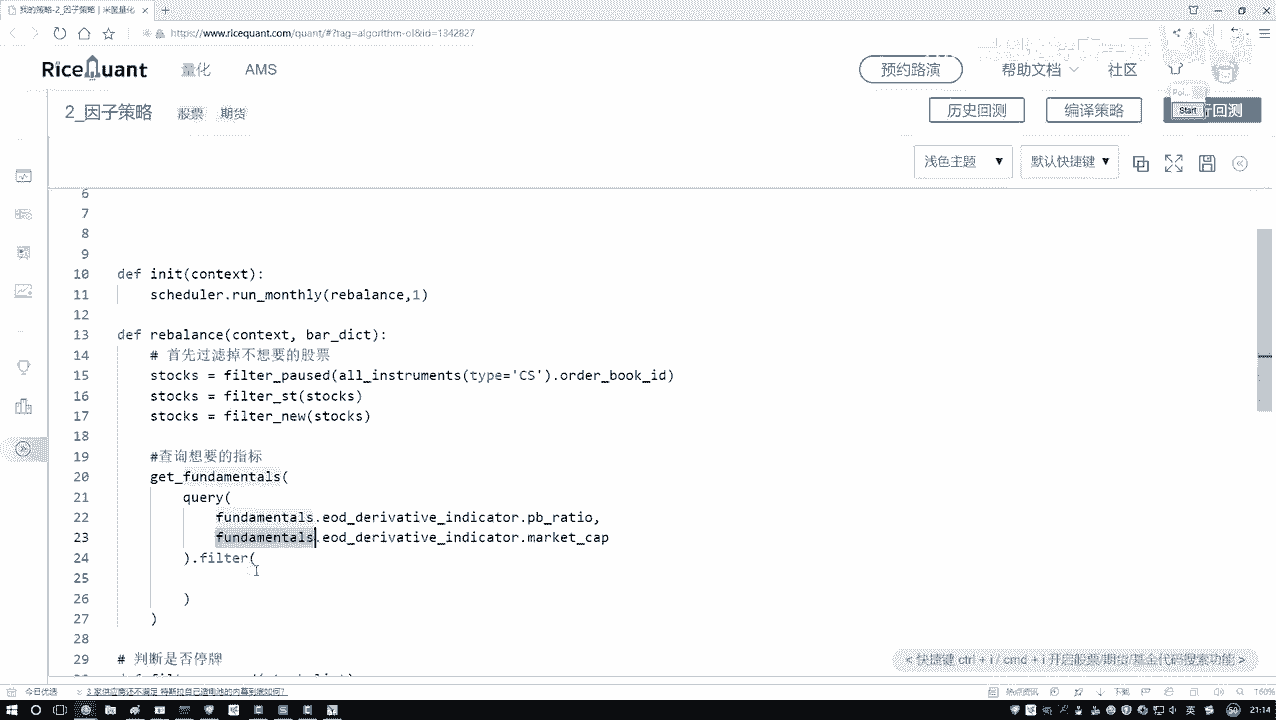 我的策略-2_因子策略 | 米筐量化
https://www.ricequant.com/quant/#?tag=algorithm-ol&id=1342827
RiceQuant 量化 AMS 预约路演 帮助文档 社区
2_因子策略 股票 期货 历史回测 编译策略 Start 行回测
浅色主题 默认快捷键
6
7
8
9
10 def init(context):
11 scheduler.run_monthly(rebalance,1)
12
13 def rebalance(context, bar_dict):
14 # 首先过滤掉不想要的股票
15 stocks = filter_paused(all_instruments(type='CS').order_book_id)
16 stocks = filter_st(stocks)
17 stocks = filter_new(stocks)
18
19 #查询想要的指标
20 get_fundamentals(
21 query(
22 fundamentals.eod_derivative_indicator.pb_ratio,
23 fundamentals.eod_derivative_indicator.market_cap
24 ).filter(
25
26 )
27 )
28
29 # 判断是否停牌
<快捷键 ctrl + i / cmd + i 开启股票/期货/基金代码搜索功能 >
今日优选
160%
21:14